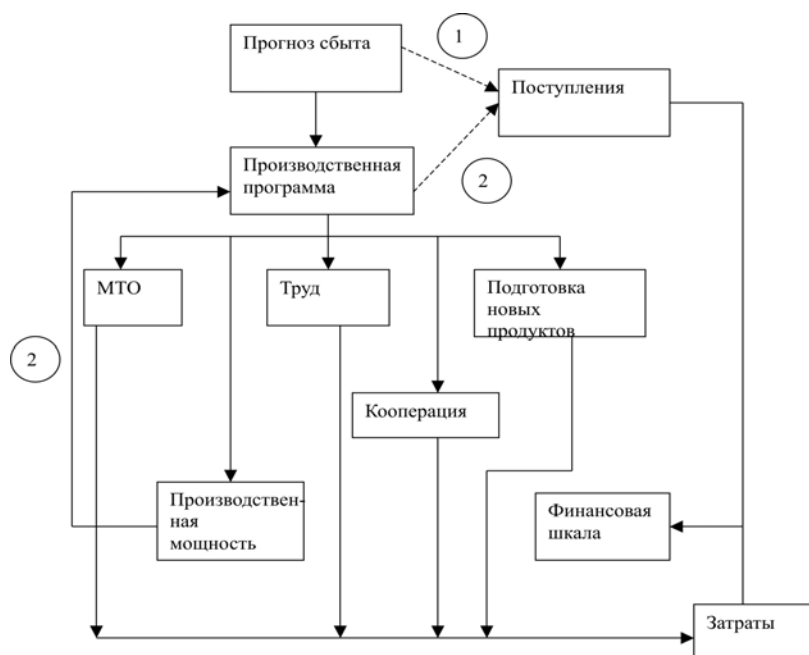 Прогноз сбыта
1
Поступления
Производственная
программа
2
МТО
Труд
Подготовка
новых
продуктов
2
Кооперация
Производствен-
ная
мощность
Финансовая
шкала
Затраты